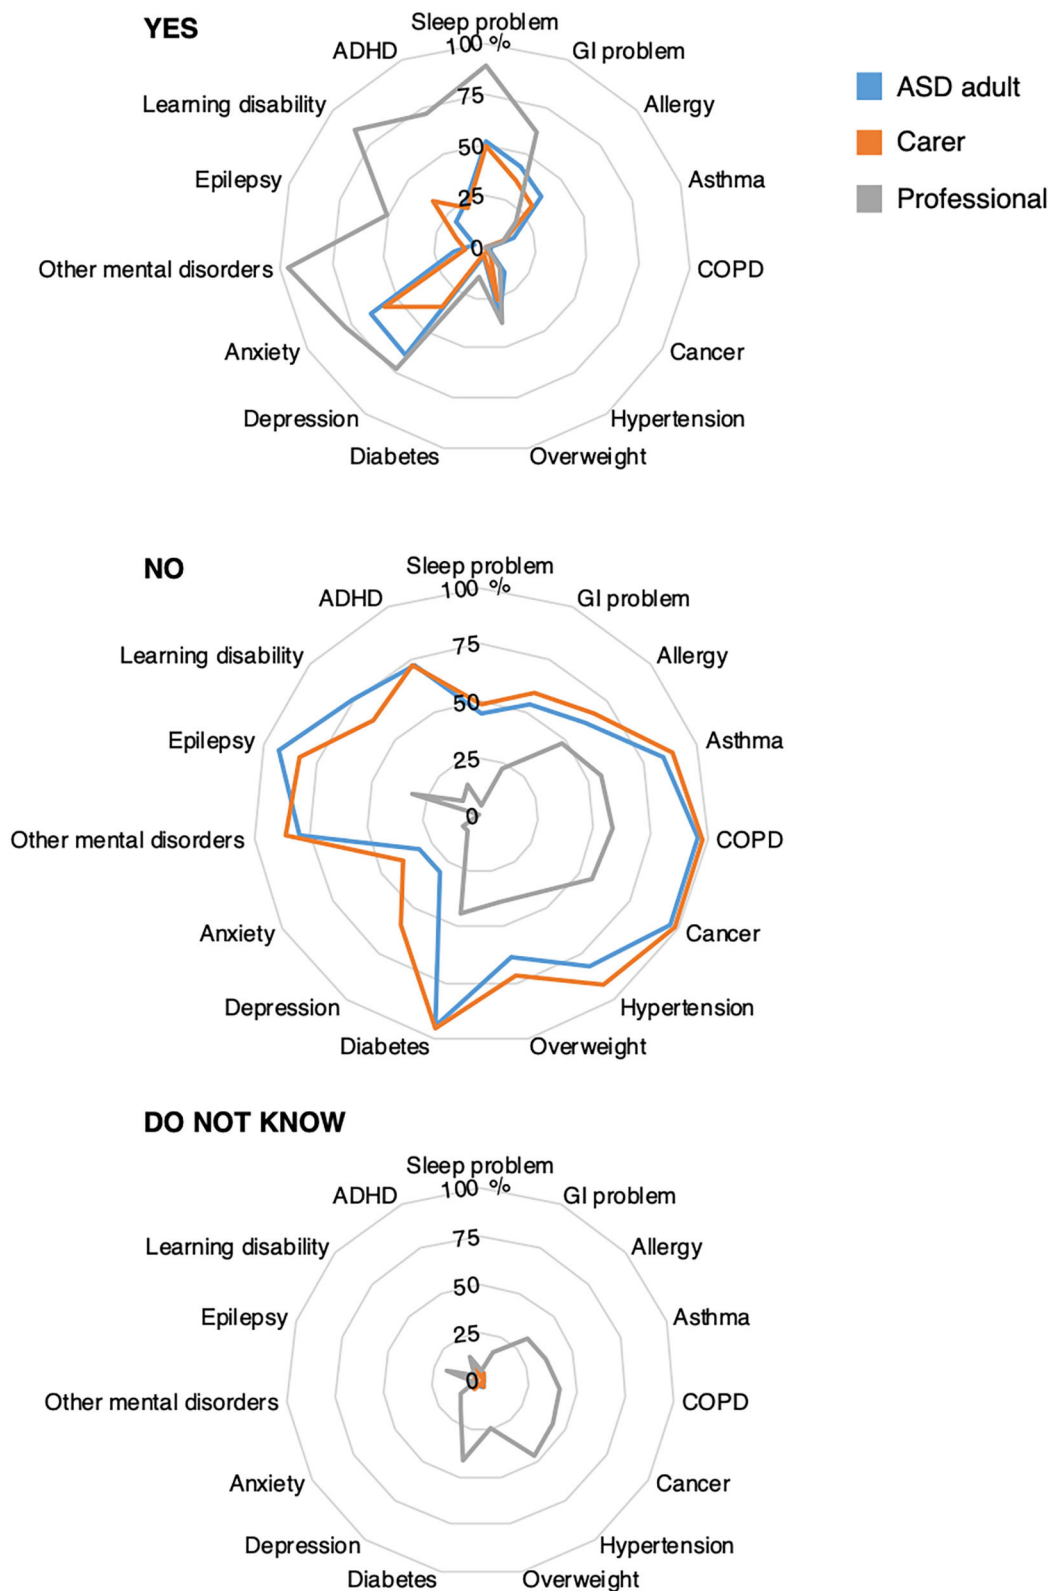 YES
Sleep problem
100 %
ADHD
GI problem
Learning disability
75
Allergy
ASD adult
Carer
50
Epilepsy
25
Asthma
Professional
0
Other mental disorders
COPD
Anxiety
Cancer
Depression
Hypertension
Diabetes
Overweight
NO
Sleep problem
100 %
ADHD
GI problem
Learning disability
75
Allergy
50
Epilepsy
25
Asthma
0
Other mental disorders
COPD
Anxiety
Cancer
Depression
Hypertension
Diabetes
Overweight
DO NOT KNOW
Sleep problem
100 %
ADHD
GI problem
Learning disability
75
Allergy
50
Epilepsy
25
Asthma
0
Other mental disorders
COPD
Anxiety
Cancer
Depression
Hypertension
Diabetes
Overweight